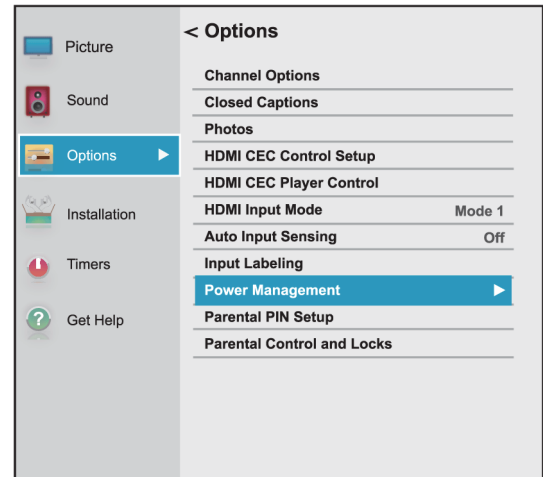 Picture
Sound
Options
Installation
Timers
Get Help
< Options
Channel Options
Closed Captions
Photos
HDMI CEC Control Setup
HDMI CEC Player Control
HDMI Input Mode Mode 1
Auto Input Sensing Off
Input Labeling
Power Management
Parental PIN Setup
Parental Control and Locks